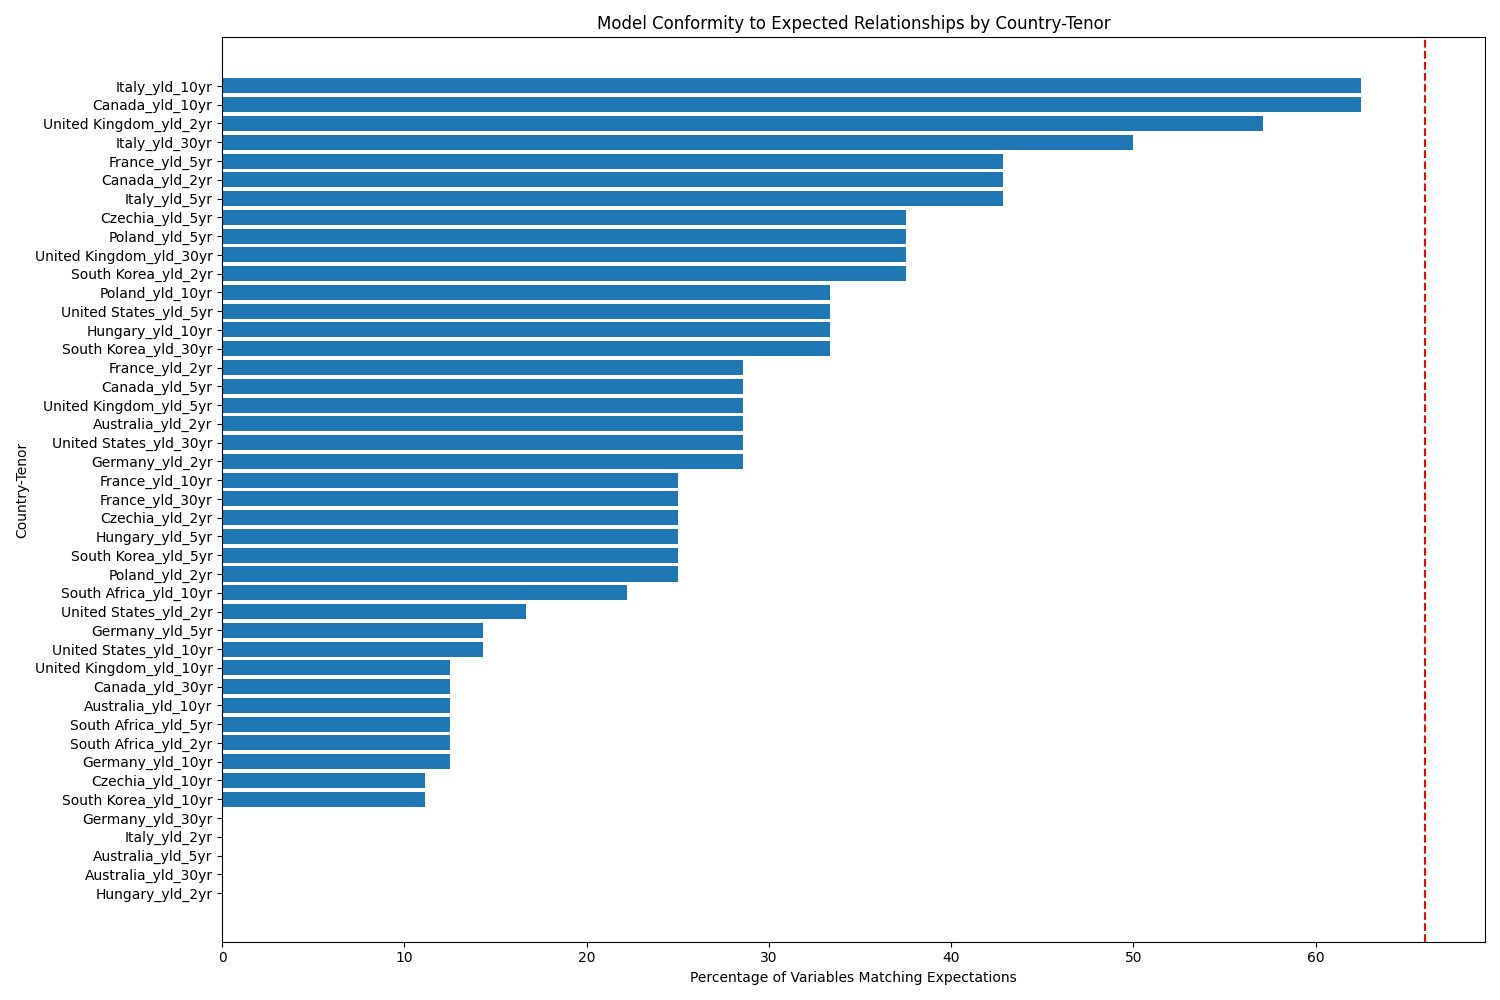 Model Conformity to Expected Relationships by Country-Tenor
Country-Tenor
Italy_yld_10yr
Canada_yld_10yr
United Kingdom_yld_2yr
Italy_yld_30yr
France_yld_5yr
Canada_yld_2yr
Italy_yld_5yr
Czechia_yld_5yr
Poland_yld_5yr
United Kingdom_yld_30yr
South Korea_yld_2yr
Poland_yld_10yr
United States_yld_5yr
Hungary_yld_10yr
South Korea_yld_30yr
France_yld_2yr
Canada_yld_5yr
United Kingdom_yld_5yr
Australia_yld_2yr
United States_yld_30yr
Germany_yld_2yr
France_yld_10yr
France_yld_30yr
Czechia_yld_2yr
Hungary_yld_5yr
South Korea_yld_5yr
Poland_yld_2yr
South Africa_yld_10yr
United States_yld_2yr
Germany_yld_5yr
United States_yld_10yr
United Kingdom_yld_10yr
Canada_yld_30yr
Australia_yld_10yr
South Africa_yld_5yr
South Africa_yld_2yr
Germany_yld_10yr
Czechia_yld_10yr
South Korea_yld_10yr
Germany_yld_30yr
Italy_yld_2yr
Australia_yld_5yr
Australia_yld_30yr
Hungary_yld_2yr
0 10 20 30 40 50 60
Percentage of Variables Matching Expectations